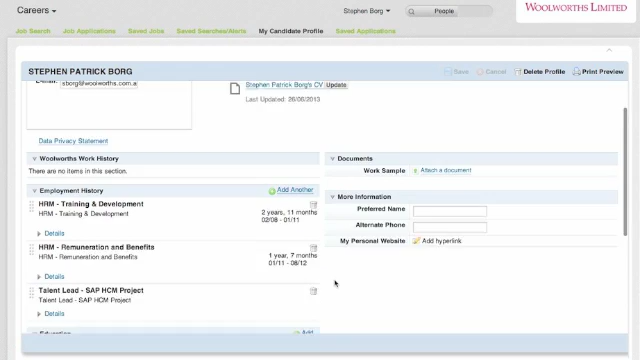 Careers
Stephen Borg
People
WOOLWORTHS LIMITED
Job Search
Job Applications
Saved Jobs
Saved Searches/Alerts
My Candidate Profile
Saved Applications
STEPHEN PATRICK BORG
Save
Cancel
Delete Profile
Print Preview
sborg@woolworths.com.a
Stephen Patrick Borg's CV Update
Last Updated: 26/06/2013
Data Privacy Statement
Woolworths Work History
There are no items in this section.
Employment History
Add Another
HRM - Training & Development
HRM - Training & Development
2 years, 11 months
02/08 - 01/11
Details
HRM - Remuneration and Benefits
HRM - Remuneration and Benefits
1 year, 7 months
01/11 - 08/12
Details
Talent Lead - SAP HCM Project
Talent Lead - SAP HCM Project
Details
Documents
Work Sample
Attach a document
More Information
Preferred Name
Alternate Phone
My Personal Website
Add hyperlink